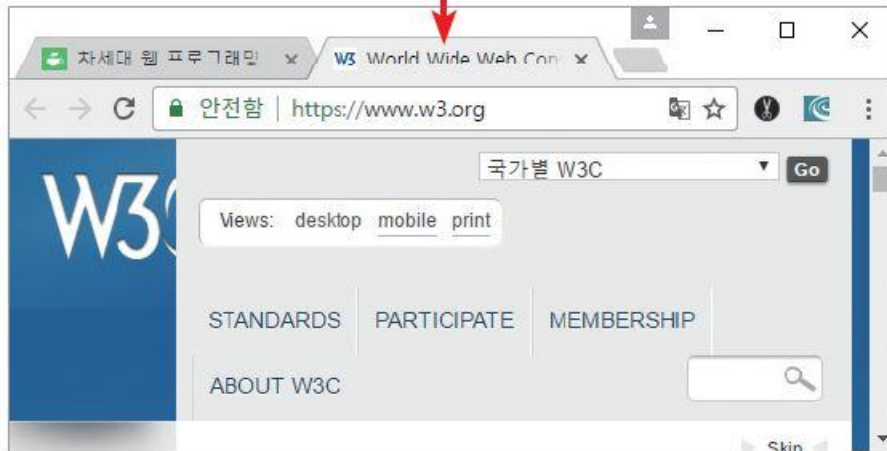 차세대 웹 프로그래밍
W3 World Wide Web Con
안전함 | https://www.w3.org
W3C
국가별 W3C
Go
Views: desktop mobile print
STANDARDS PARTICIPATE MEMBERSHIP
ABOUT W3C
Skip